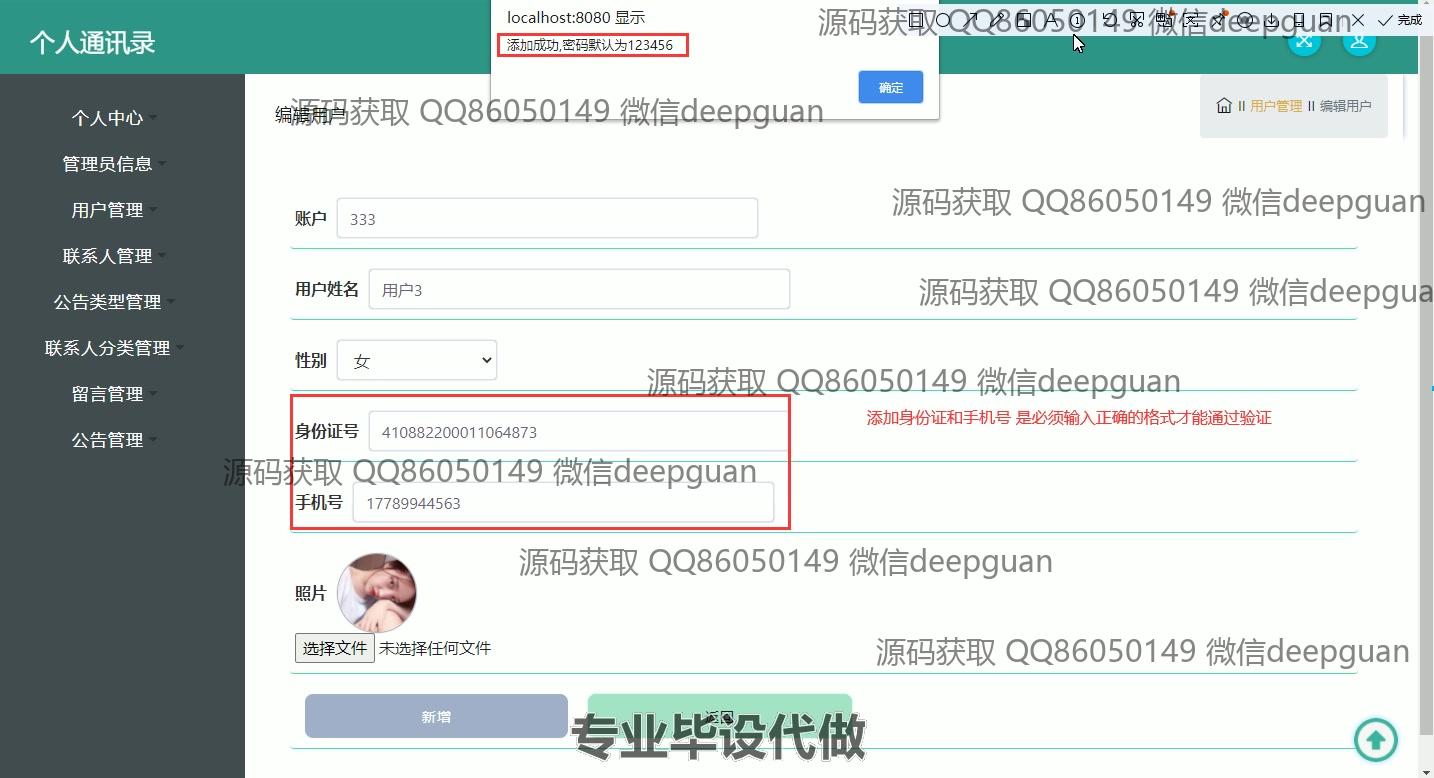 localhost:8080 显示
添加成功,密码默认为123456
确定
完成
源码获取 QQ86050149 微信deepguan
个人通讯录
个人中心
管理员信息
用户管理
联系人管理
公告类型管理
联系人分类管理
留言管理
公告管理
编辑用户
源码获取 QQ86050149 微信deepguan
用户管理 II 编辑用户
源码获取 QQ86050149 微信deepguan
账户 333
用户姓名 用户3
源码获取 QQ86050149 微信deepgua
性别 女
源码获取 QQ86050149 微信deepguan
身份证号 410882200011064873
添加身份证和手机号 是必须输入正确的格式才能通过验证
源码获取 QQ86050149 微信deepguan
手机号 17789944563
源码获取 QQ86050149 微信deepguan
照片
选择文件 未选择任何文件
源码获取 QQ86050149 微信deepguan
新增
返回
专业毕设代做